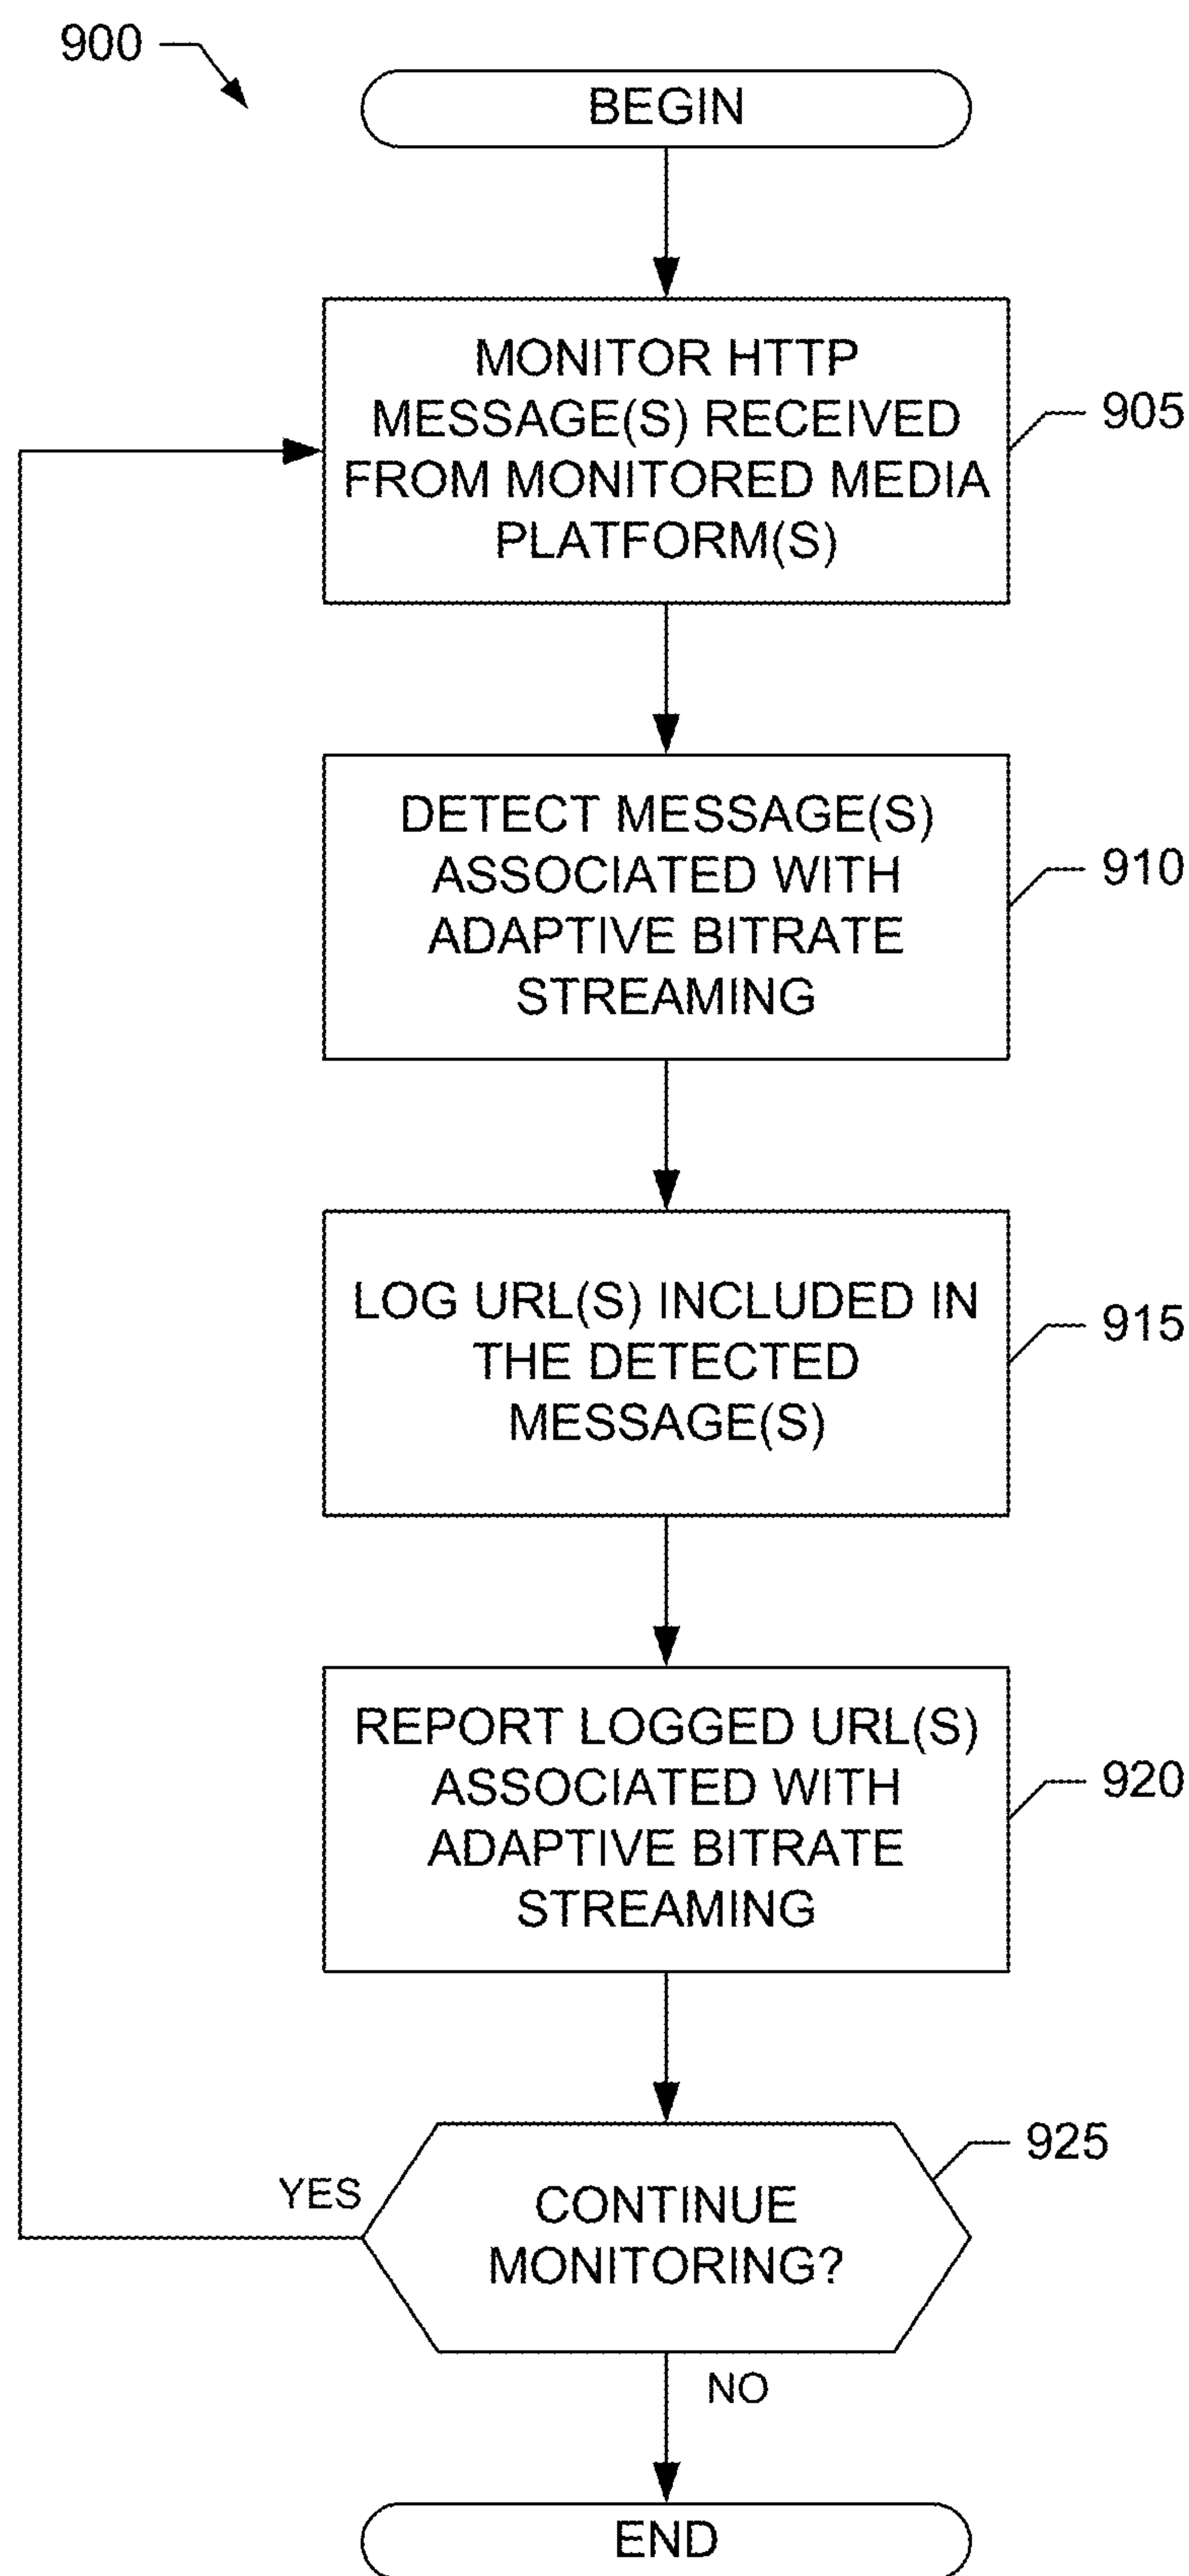 900
BEGIN
MONITOR HTTP
MESSAGE(S) RECEIVED
FROM MONITORED MEDIA
PLATFORM(S)
905
DETECT MESSAGE(S)
ASSOCIATED WITH
ADAPTIVE BITRATE
STREAMING
910
LOG URL(S) INCLUDED IN
THE DETECTED
MESSAGE(S)
915
REPORT LOGGED URL(S)
ASSOCIATED WITH
ADAPTIVE BITRATE
STREAMING
920
925
YES
CONTINUE
MONITORING?
NO
END